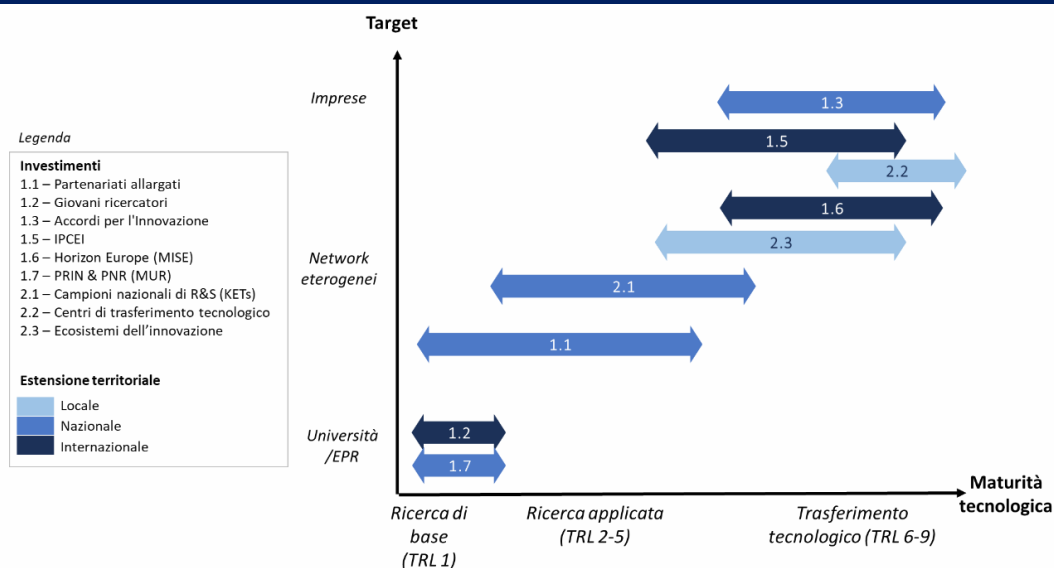 Target
Imprese
1.3
Legenda
1.5
Investimenti
1.1 – Partenariati allargati
1.2 – Giovani ricercatori
1.3 – Accordi per l'Innovazione
1.5 – IPCEI
1.6 – Horizon Europe (MISE)
1.7 – PRIN & PNR (MUR)
2.1 – Campioni nazionali di R&S (KETs)
2.2 – Centri di trasferimento tecnologico
2.3 – Ecosistemi dell’innovazione
2.2
1.6
2.3
Network
eterogenei
2.1
1.1
Estensione territoriale
Locale
Nazionale
Internazionale
Università
/EPR
1.2
1.7
Maturità
tecnologica
Ricerca di
base
(TRL 1)
Ricerca applicata
(TRL 2-5)
Trasferimento
tecnologico (TRL 6-9)